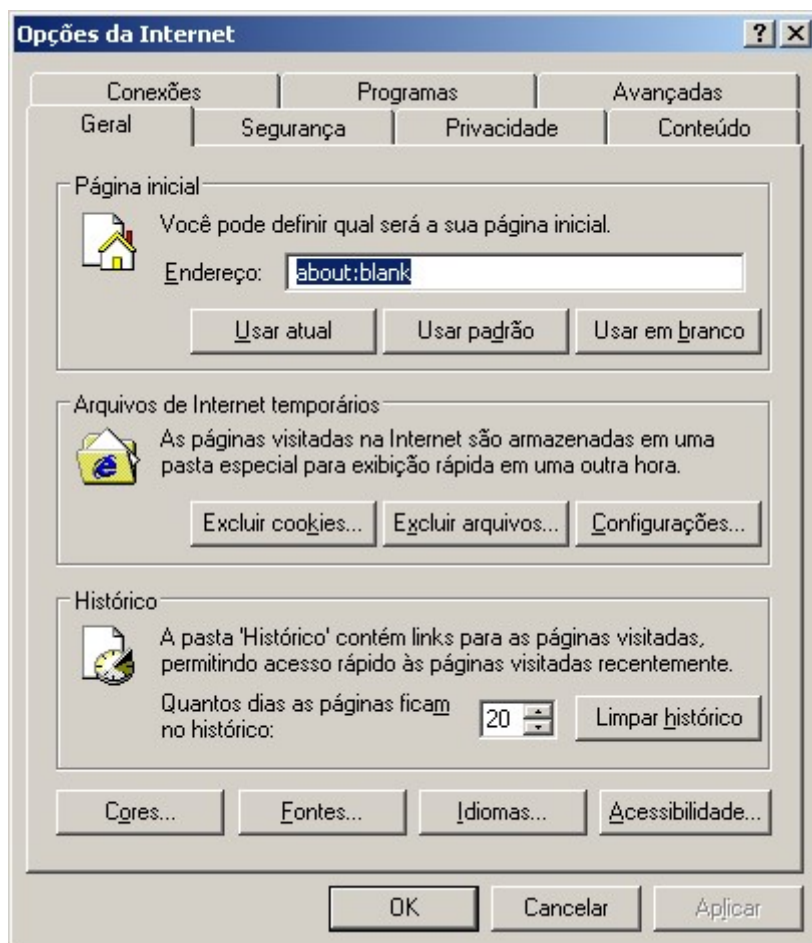 Opções da Internet
Conexões
Programas
Avançadas
Geral
Segurança
Privacidade
Conteúdo
Página inicial
Você pode definir qual será a sua página inicial.
Endereço:
about:blank
Usar atual
Usar padrão
Usar em branco
Arquivos de Internet temporários
As páginas visitadas na Internet são armazenadas em uma
pasta especial para exibição rápida em uma outra hora.
Excluir cookies...
Excluir arquivos...
Configurações...
Histórico
A pasta 'Histórico' contém links para as páginas visitadas,
permitindo acesso rápido às páginas visitadas recentemente.
Quantos dias as páginas ficam
no histórico:
20
Limpar histórico
Cores...
Fontes...
Idiomas...
Acessibilidade...
OK
Cancelar
Aplicar